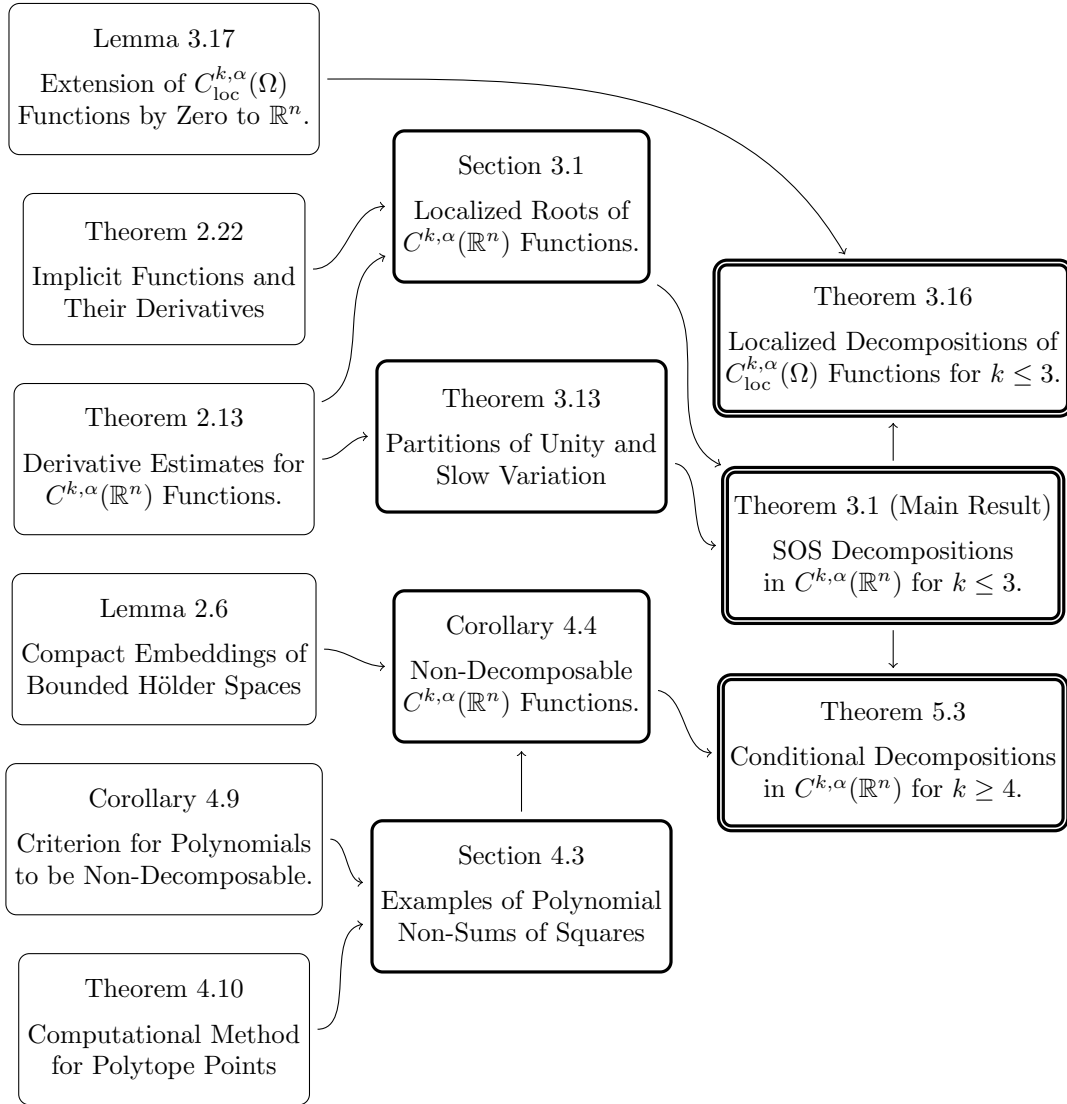 Lemma 3.17
Extension of $C^{k,\alpha}_{\text{loc}}(\Omega)$
Functions by Zero to $\mathbb{R}^n$.
Theorem 2.22
Implicit Functions and
Their Derivatives
Theorem 2.13
Derivative Estimates for
$C^{k,\alpha}(\mathbb{R}^n)$ Functions.
Lemma 2.6
Compact Embeddings of
Bounded Hölder Spaces
Corollary 4.9
Criterion for Polynomials
to be Non-Decomposable.
Theorem 4.10
Computational Method
for Polytope Points
Section 3.1
Localized Roots of
$C^{k,\alpha}(\mathbb{R}^n)$ Functions.
Theorem 3.13
Partitions of Unity and
Slow Variation
Corollary 4.4
Non-Decomposable
$C^{k,\alpha}(\mathbb{R}^n)$ Functions.
Section 4.3
Examples of Polynomial
Non-Sums of Squares
Theorem 3.16
Localized Decompositions of
$C^{k,\alpha}_{\text{loc}}(\Omega)$ Functions for $k \leq 3$.
Theorem 3.1 (Main Result)
SOS Decompositions
in $C^{k,\alpha}(\mathbb{R}^n)$ for $k \leq 3$.
Theorem 5.3
Conditional Decompositions
in $C^{k,\alpha}(\mathbb{R}^n)$ for $k \geq 4$.